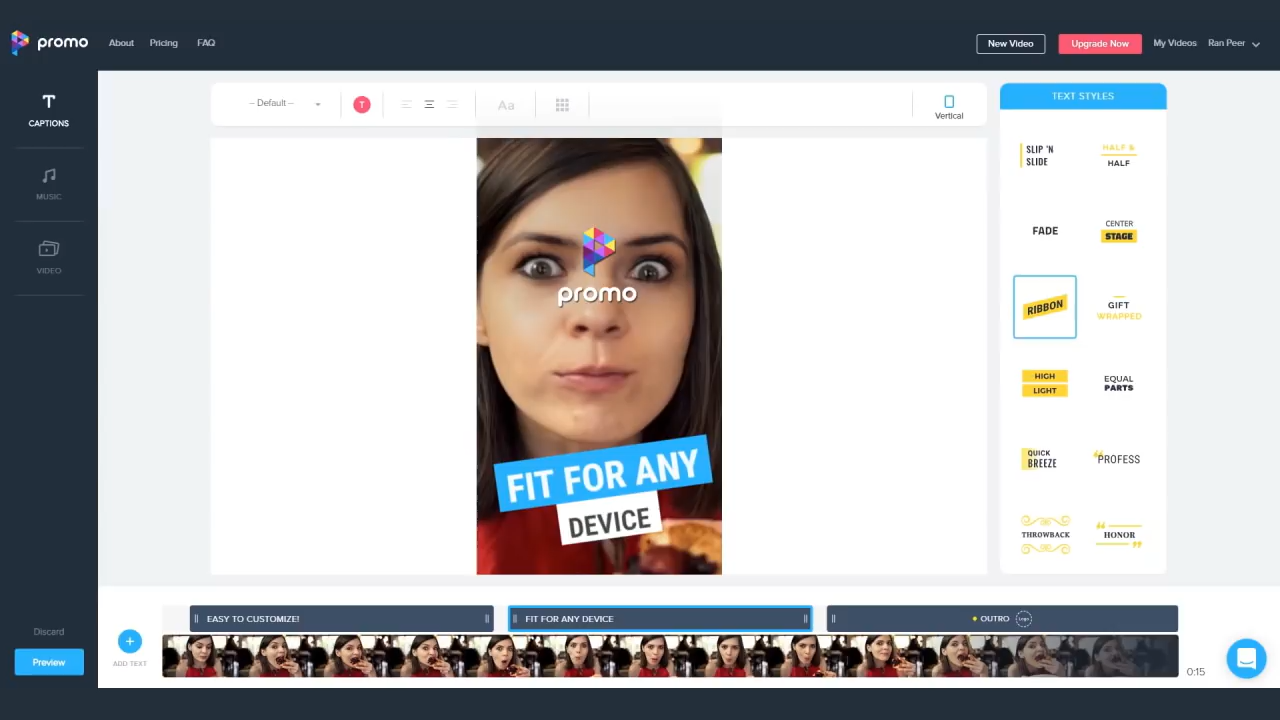 promo
About
Pricing
FAQ
New Video
Upgrade Now
My Videos
Ran Peer
T
CAPTIONS
MUSIC
VIDEO
Discard
Preview
-- Default --
T
Aa
Vertical
promo
FIT FOR ANY
DEVICE
TEXT STYLES
SLIP 'N
SLIDE
HALF &
HALF
FADE
CENTER
STAGE
RIBBON
GIFT
WRAPPED
HIGH
LIGHT
EQUAL
PARTS
QUICK
BREEZE
“PROFESS
THROWBACK
“
HONOR
”
+
ADD TEXT
EASY TO CUSTOMIZE!
FIT FOR ANY DEVICE
OUTRO
0:15